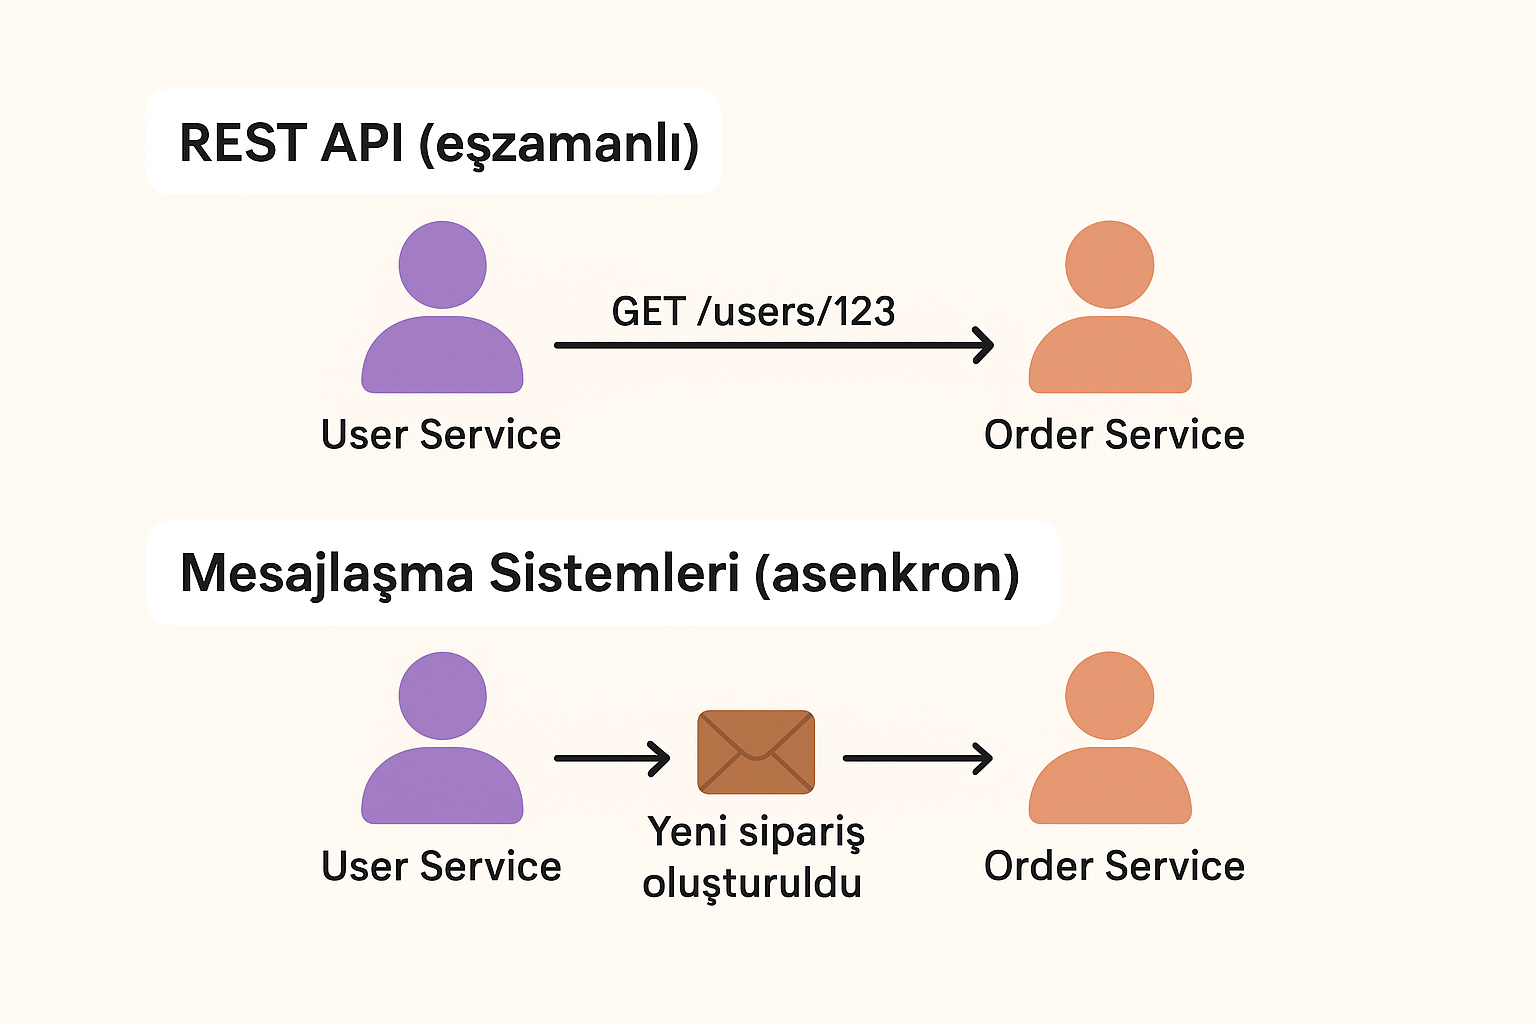 REST API (eşzamanlı)
GET /users/123
User Service
Order Service
Mesajlaşma Sistemleri (asenkron)
Yeni sipariş
oluşturuldu
User Service
Order Service